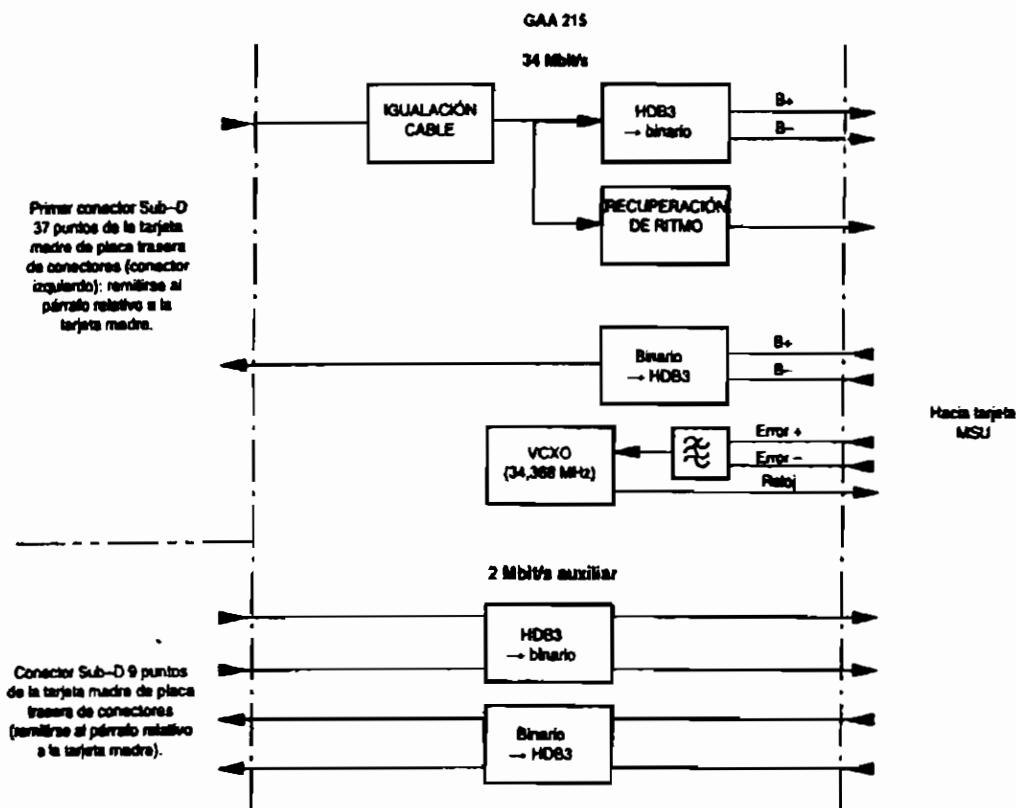 GAA 215
34 Mbit/s
IGUALACIÓN
CABLE
HDB3
→ binario
B+
B–
RECUPERACIÓN
DE RITMO
Primer conector Sub–D
37 puntos de la tarjeta
madre de placa trasera
de conectores (conector
izquierdo): remitirse al
párrafo relativo a la
tarjeta madre.
Binario
→ HDB3
B+
B–
Hacia tarjeta
MSU
VCXO
(34,368 MHz)
Error +
Error –
Reloj
2 Mbit/s auxiliar
HDB3
→ binario
Conector Sub–D 9 puntos
de la tarjeta madre de placa
trasera de conectores
(remitirse al párrafo relativo
a la tarjeta madre).
Binario
→ HDB3